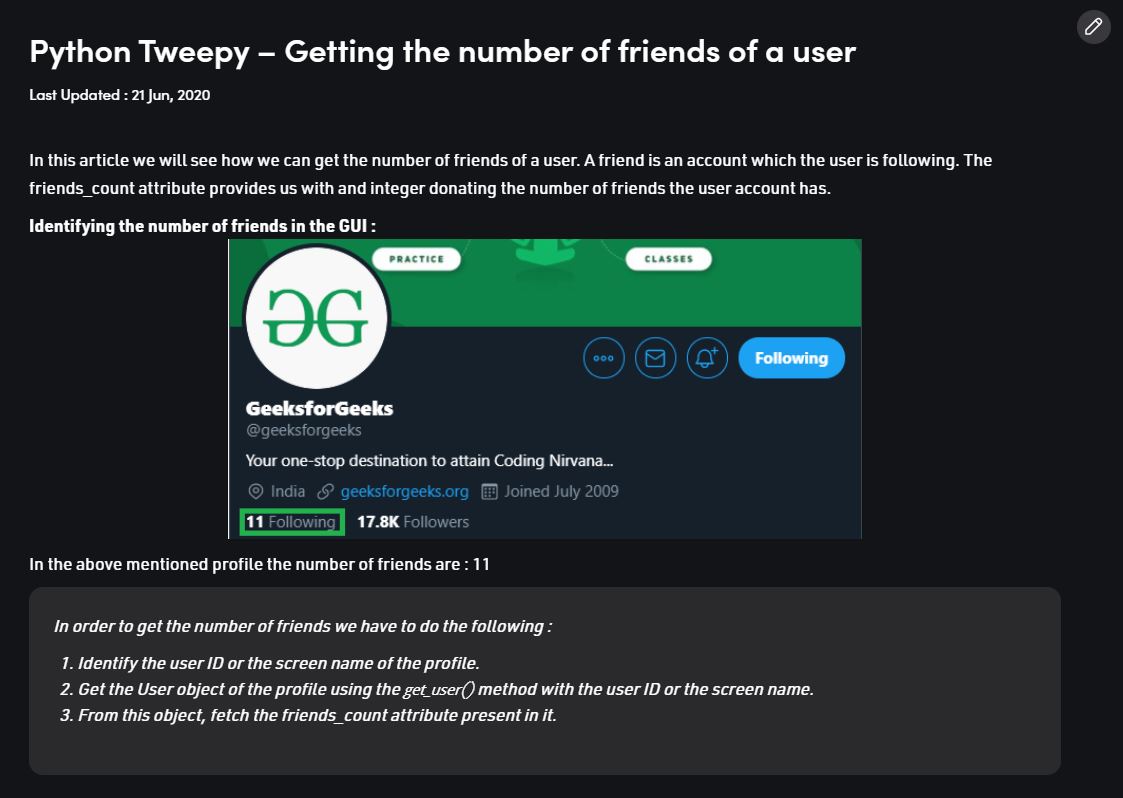 Python Tweepy – Getting the number of friends of a user
Last Updated : 21 Jun, 2020
In this article we will see how we can get the number of friends of a user. A friend is an account which the user is following. The
friends_count attribute provides us with and integer donating the number of friends the user account has.
Identifying the number of friends in the GUI :
PRACTICE
CLASSES
Following
GeeksforGeeks
@geeksforgeeks
Your one-stop destination to attain Coding Nirvana...
India geeksforgeeks.org Joined July 2009
11 Following 17.8K Followers
In the above mentioned profile the number of friends are : 11
In order to get the number of friends we have to do the following :
1. Identify the user ID or the screen name of the profile.
2. Get the User object of the profile using the get_user() method with the user ID or the screen name.
3. From this object, fetch the friends_count attribute present in it.